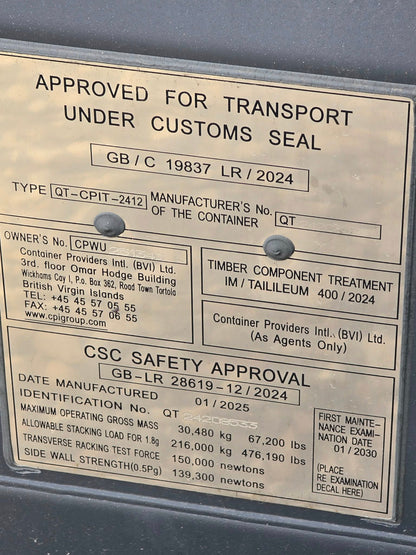 APPROVED FOR TRANSPORT
UNDER CUSTOMS SEAL
GB / C 19837 LR / 2024
TYPE QT-CPIT-2412 MANUFACTURER'S No.
OF THE CONTAINER QT
OWNER'S No. CPWU
Container Providers Intl. (BVI) Ltd.
3rd. floor Omar Hodge Building
Wickhams Cay I, P.o. Box 362, Road Town Tortola
British Virgin Islands
TEL: +45 45 57 05 55
FAX: +45 45 57 06 55
www.cpigroup.com
TIMBER COMPONENT TREATMENT
IM / TAILILEUM 400 / 2024
Container Providers Intl. (BVI) Ltd.
(As Agents Only)
CSC SAFETY APPROVAL
GB-LR 28619-12 / 2024
DATE MANUFACTURED 01 / 2025
IDENTIFICATION No. QT
MAXIMUM OPERATING GROSS MASS 30,480 kg 67,200 lbs
ALLOWABLE STACKING LOAD FOR 1.8g 216,000 kg 476,190 lbs
TRANSVERSE RACKING TEST FORCE 150,000 newtons
SIDE WALL STRENGTH(0.5Pg) 139,300 newtons
FIRST MAINTE-
NANCE EXAMI-
NATION DATE
01 / 2030
(PLACE
RE EXAMINATION
DECAL HERE)